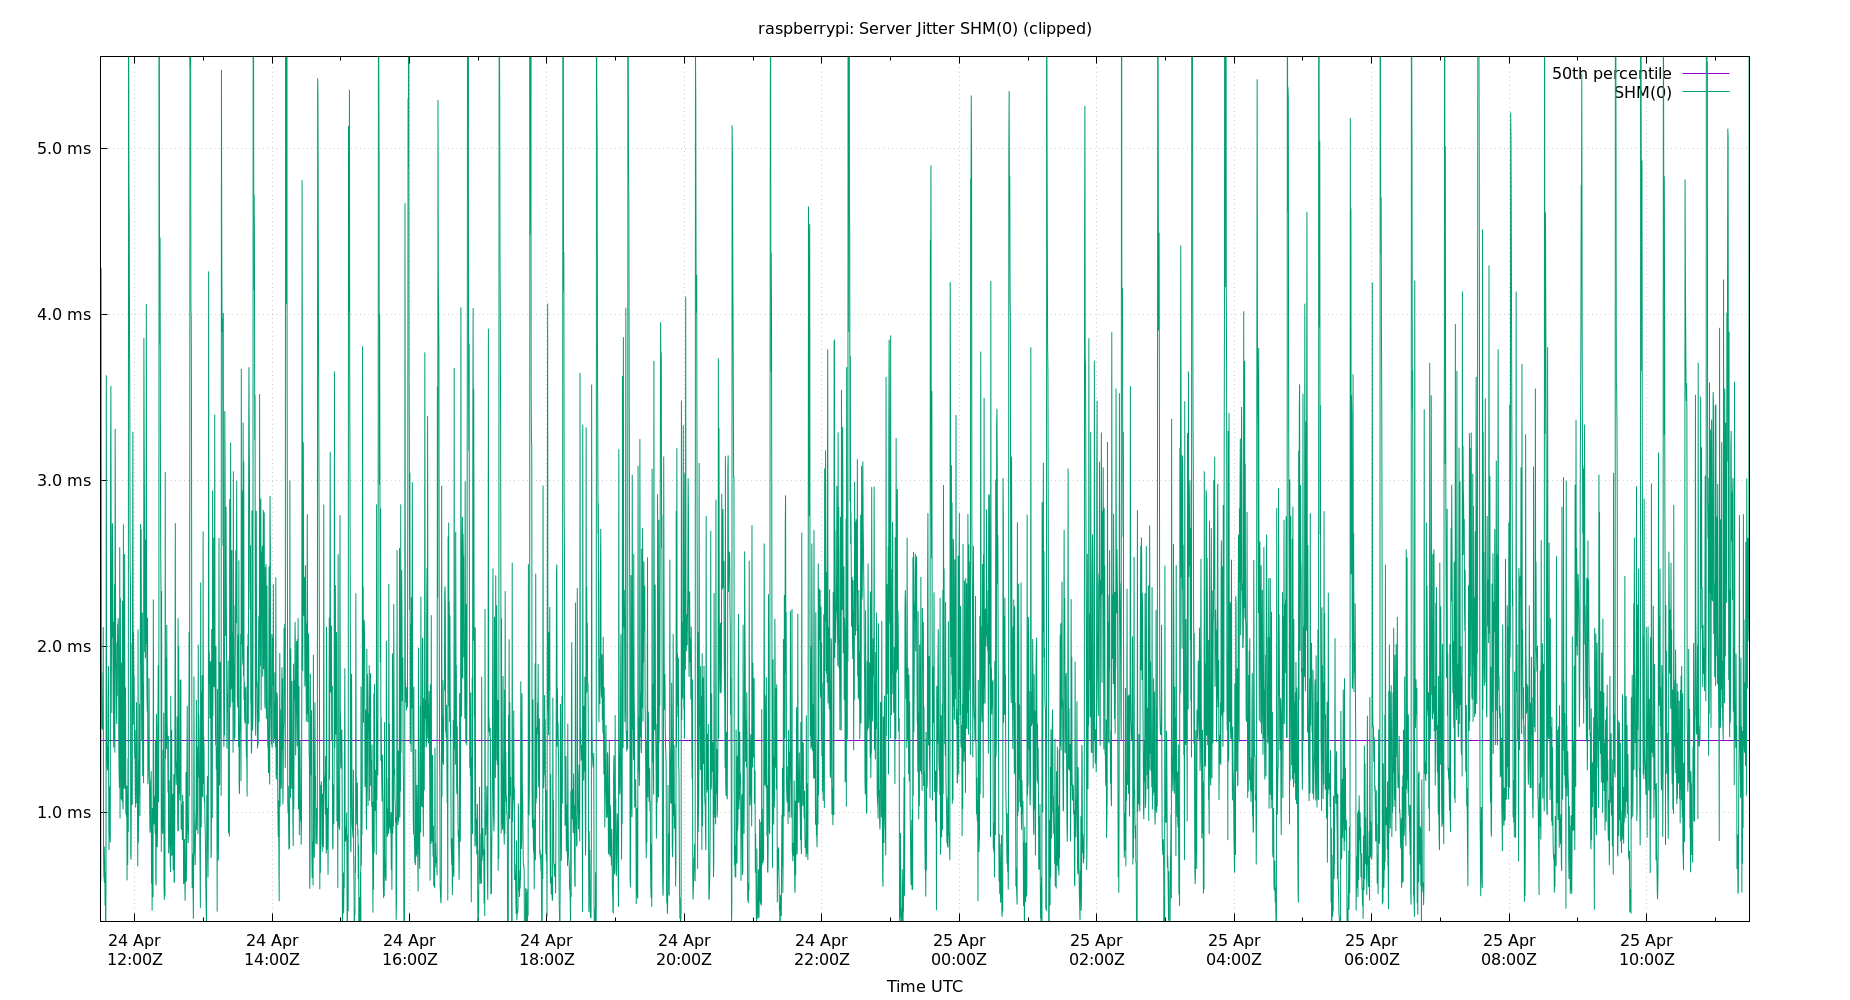 raspberrypi: Server Jitter SHM(0) (clipped)
50th percentile
SHM(0)
5.0 ms
4.0 ms
3.0 ms
2.0 ms
1.0 ms
24 Apr 24 Apr 24 Apr 24 Apr 24 Apr 24 Apr 25 Apr 25 Apr 25 Apr 25 Apr 25 Apr 25 Apr
12:00Z 14:00Z 16:00Z 18:00Z 20:00Z 22:00Z 00:00Z 02:00Z 04:00Z 06:00Z 08:00Z 10:00Z
Time UTC